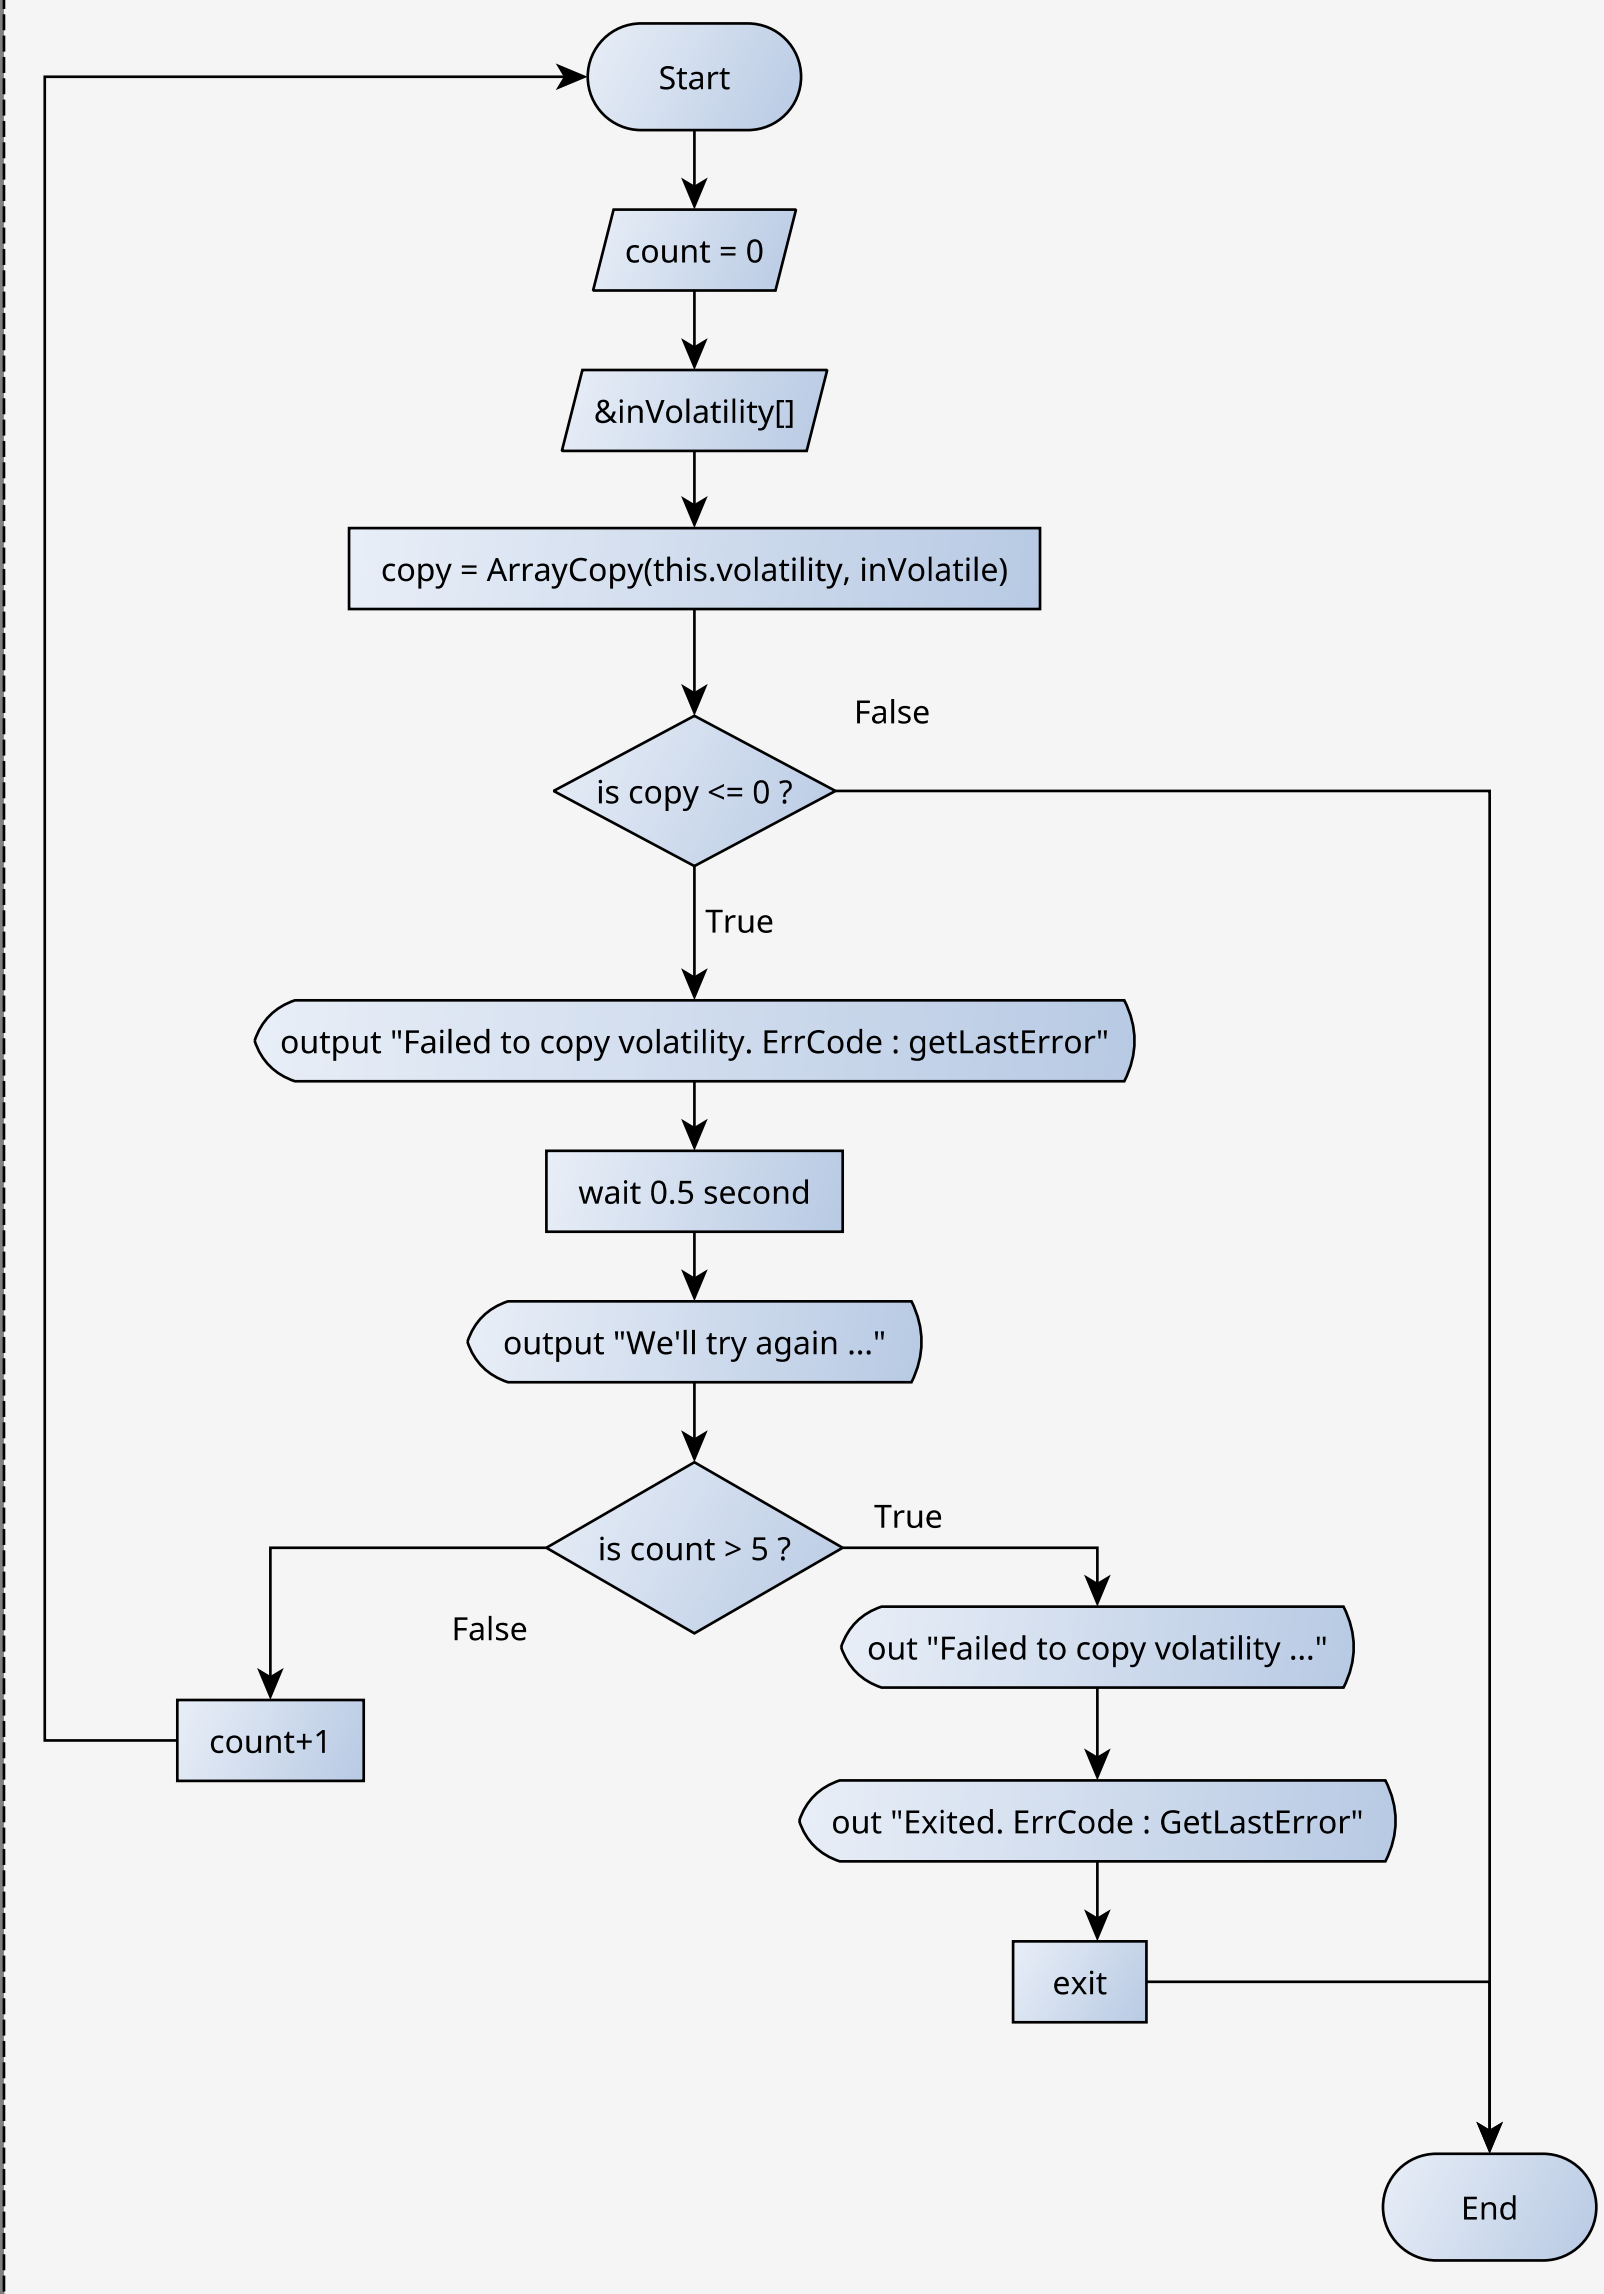 Start
count = 0
&inVolatility[]
copy = ArrayCopy(this.volatility, inVolatile)
False
is copy <= 0 ?
True
output "Failed to copy volatility. ErrCode : getLastError"
wait 0.5 second
output "We'll try again ..."
True
is count > 5 ?
False
out "Failed to copy volatility ..."
count+1
out "Exited. ErrCode : GetLastError"
exit
End